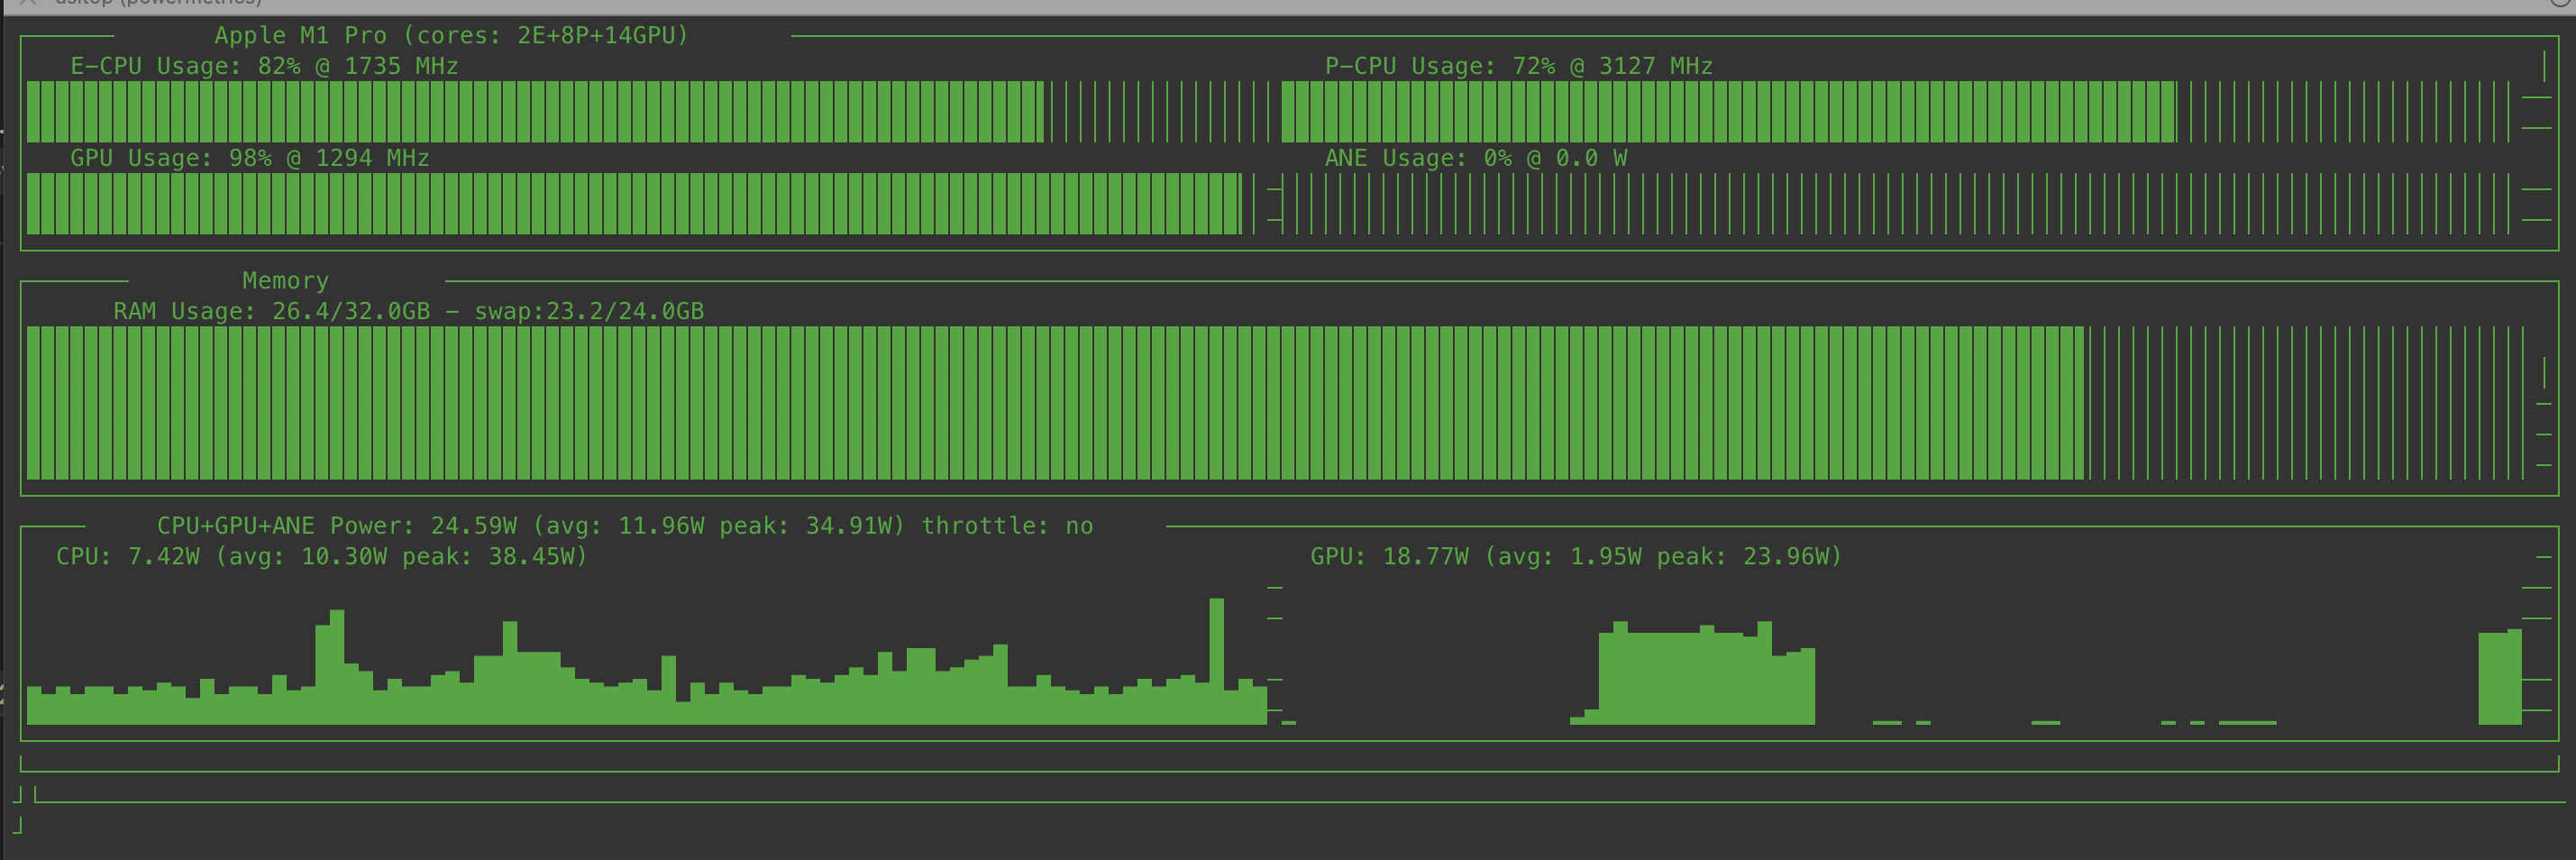 asitop (powermetrics)
Apple M1 Pro (cores: 2E+8P+14GPU)
E-CPU Usage: 82% @ 1735 MHz
P-CPU Usage: 72% @ 3127 MHz
GPU Usage: 98% @ 1294 MHz
ANE Usage: 0% @ 0.0 W
Memory
RAM Usage: 26.4/32.0GB - swap:23.2/24.0GB
CPU+GPU+ANE Power: 24.59W (avg: 11.96W peak: 34.91W) throttle: no
CPU: 7.42W (avg: 10.30W peak: 38.45W)
GPU: 18.77W (avg: 1.95W peak: 23.96W)